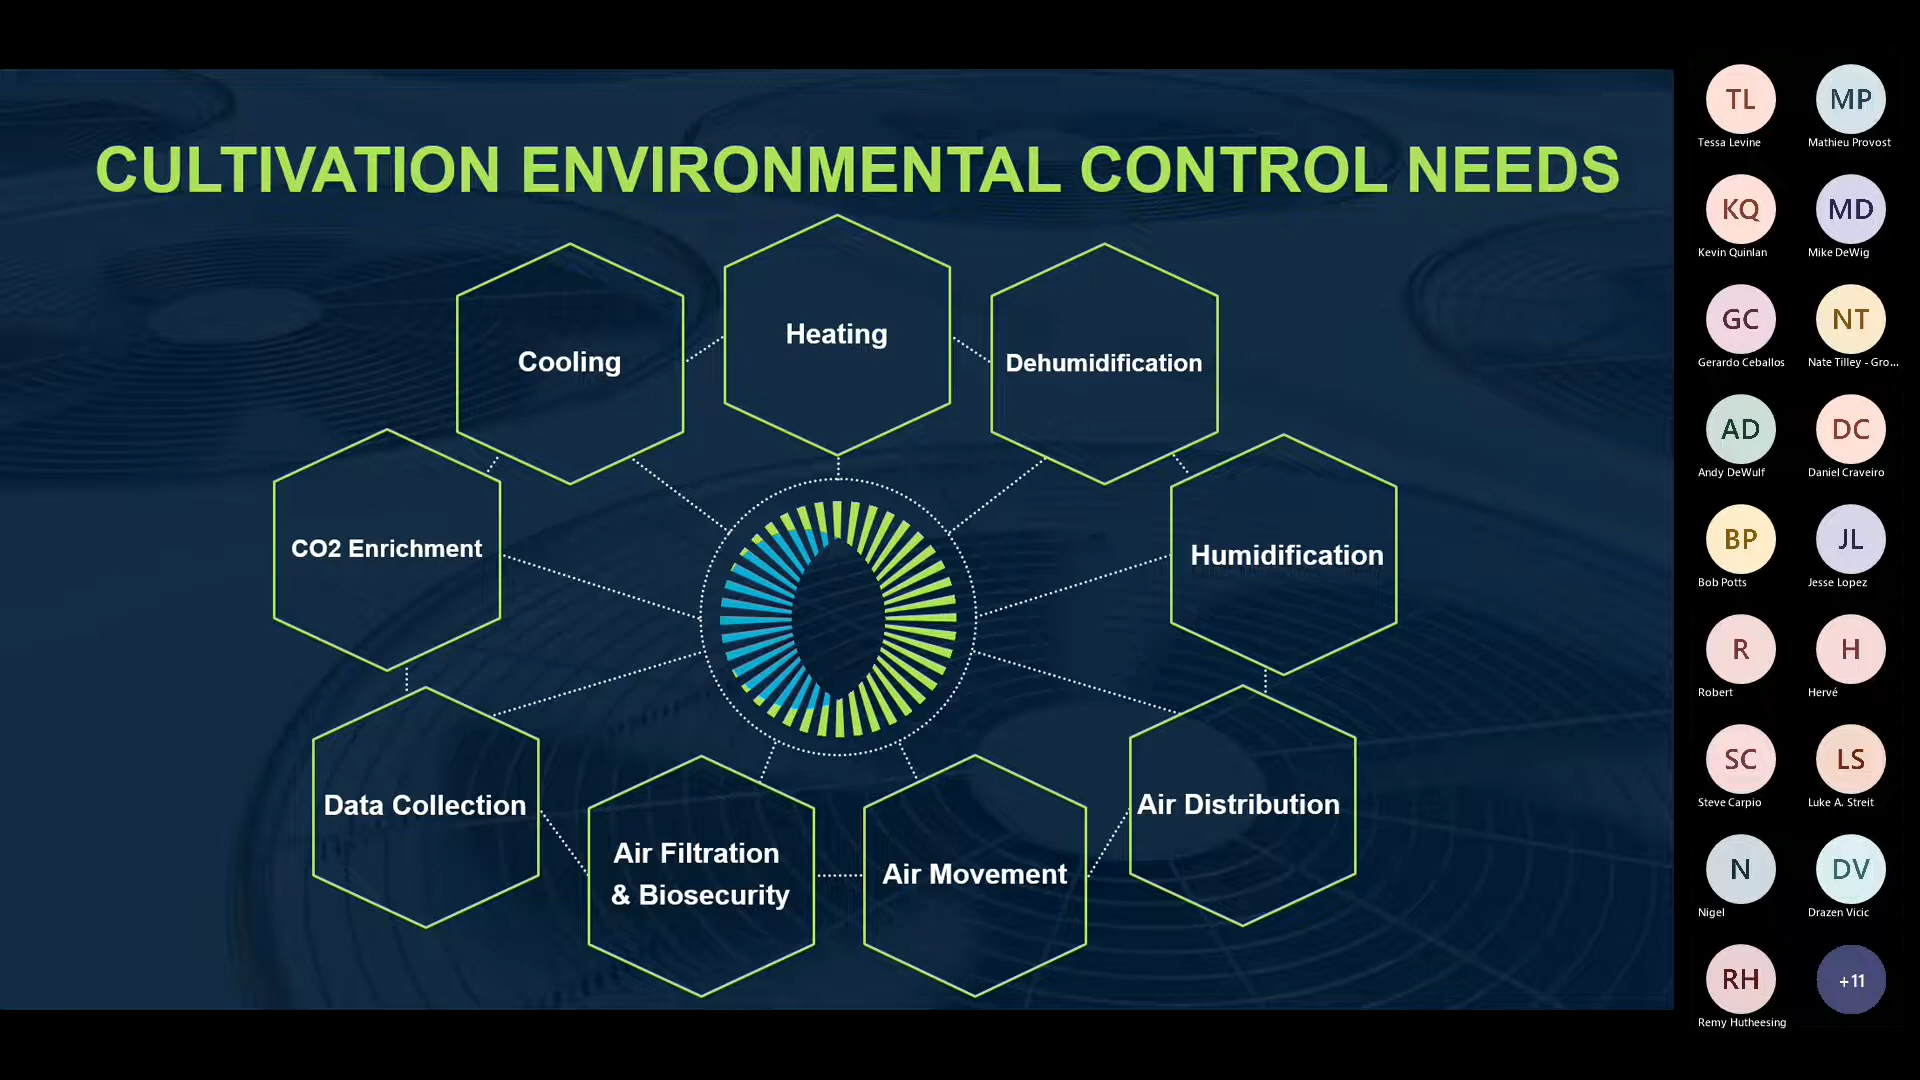 CULTIVATION ENVIRONMENTAL CONTROL NEEDS
Cooling
Heating
Dehumidification
CO2 Enrichment
Humidification
Data Collection
Air Filtration
& Biosecurity
Air Movement
Air Distribution
TL
Tessa Levine
MP
Mathieu Provost
KQ
Kevin Quinlan
MD
Mike DeWig
GC
Gerardo Ceballos
NT
Nate Tilley - Gro...
AD
Andy DeWulf
DC
Daniel Craveiro
BP
Bob Potts
JL
Jesse Lopez
R
Robert
H
Hervé
SC
Steve Carpio
LS
Luke A. Streit
N
Nigel
DV
Drazen Vicic
RH
Remy Hutheesing
+11